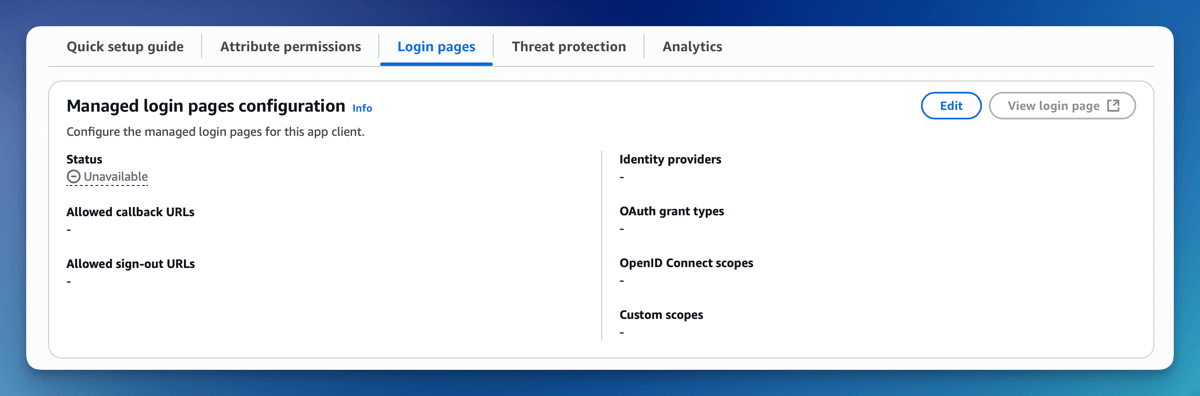 Quick setup guide
Attribute permissions
Login pages
Threat protection
Analytics
Managed login pages configuration Info
Edit
View login page
Configure the managed login pages for this app client.
Status
Unavailable
Allowed callback URLs
-
Allowed sign-out URLs
-
Identity providers
-
OAuth grant types
-
OpenID Connect scopes
-
Custom scopes
-